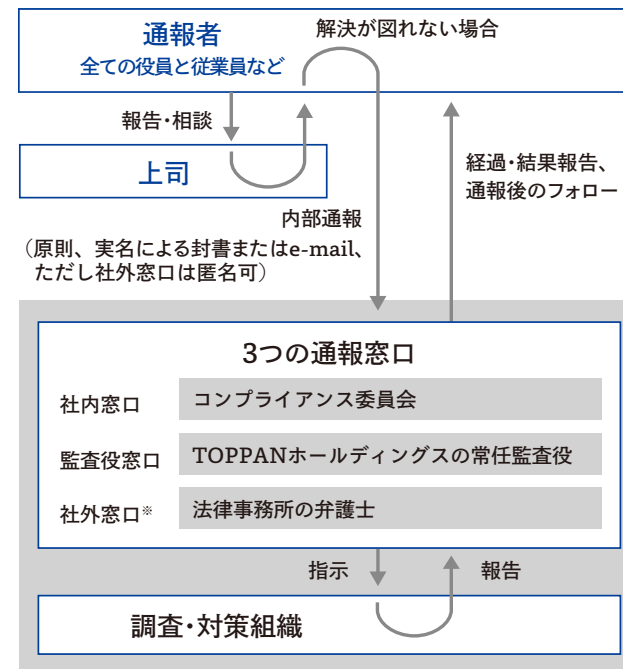 通報者
全ての役員と従業員など
解決が図れない場合
報告・相談
上司
経過・結果報告、
通報後のフォロー
内部通報
（原則、実名による封書またはe-mail、
ただし社外窓口は匿名可）
3つの通報窓口
社内窓口 コンプライアンス委員会
監査役窓口 TOPPANホールディングスの常任監査役
社外窓口※ 法律事務所の弁護士
指示 報告
調査・対策組織